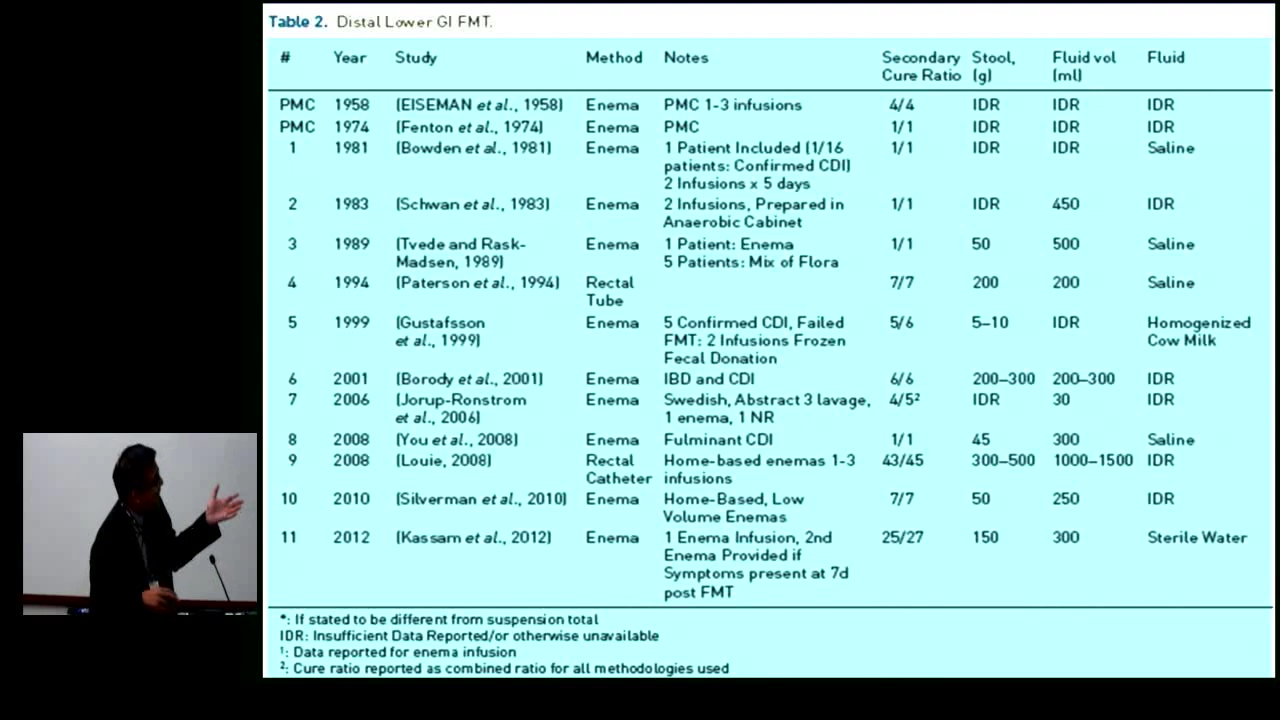 Table 2. Distal Lower GI FMT.
# Year Study Method Notes Secondary Cure Ratio Stool, (g) Fluid vol (ml) Fluid
PMC 1958 (EISEMAN et al., 1958) Enema PMC 1-3 infusions 4/4 IDR IDR IDR
PMC 1974 (Fenton et al., 1974) Enema PMC 1/1 IDR IDR IDR
1 1981 (Bowden et al., 1981) Enema 1 Patient Included (1/16 1/1 IDR IDR Saline
patients: Confirmed CDI)
2 Infusions x 5 days
2 1983 (Schwan et al., 1983) Enema 2 Infusions, Prepared in 1/1 IDR 450 IDR
Anaerobic Cabinet
3 1989 (Tvede and Rask- Enema 1 Patient: Enema 1/1 50 500 Saline
Madsen, 1989) 5 Patients: Mix of Flora
4 1994 (Paterson et al., 1994) Rectal 7/7 200 200 Saline
Tube
5 1999 (Gustafsson Enema 5 Confirmed CDI, Failed 5/6 5–10 IDR Homogenized
et al., 1999) FMT: 2 Infusions Frozen Cow Milk
Fecal Donation
6 2001 (Borody et al., 2001) Enema IBD and CDI 6/6 200–300 200–300 IDR
7 2006 (Jorup-Ronstrom Enema Swedish, Abstract 3 lavage, 4/5² IDR 30 IDR
et al., 2006) 1 enema, 1 NR
8 2008 (You et al., 2008) Enema Fulminant CDI 1/1 45 300 Saline
9 2008 (Louie, 2008) Rectal Home-based enemas 1-3 43/45 300–500 1000–1500 IDR
Catheter infusions
10 2010 (Silverman et al., 2010) Enema Home-Based, Low 7/7 50 250 IDR
Volume Enemas
11 2012 (Kassam et al., 2012) Enema 1 Enema Infusion, 2nd 25/27 150 300 Sterile Water
Enema Provided if
Symptoms present at 7d
post FMT
*: If stated to be different from suspension total
IDR: Insufficient Data Reported/or otherwise unavailable
¹: Data reported for enema infusion
²: Cure ratio reported as combined ratio for all methodologies used